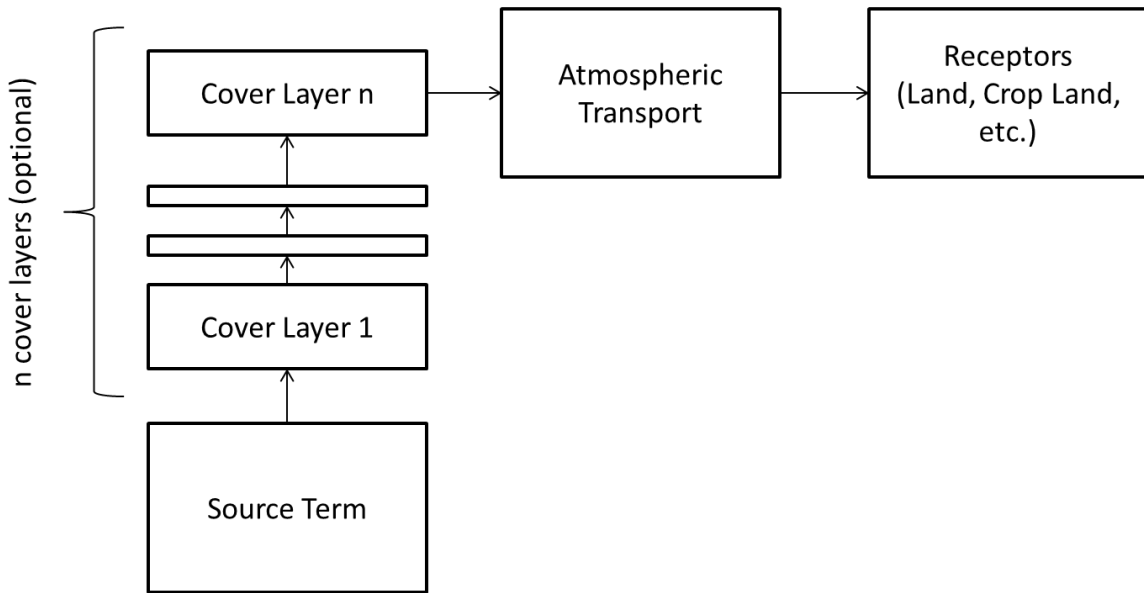 n cover layers (optional)
Cover Layer n
Atmospheric
Transport
Receptors
(Land, Crop Land,
etc.)
Cover Layer 1
Source Term